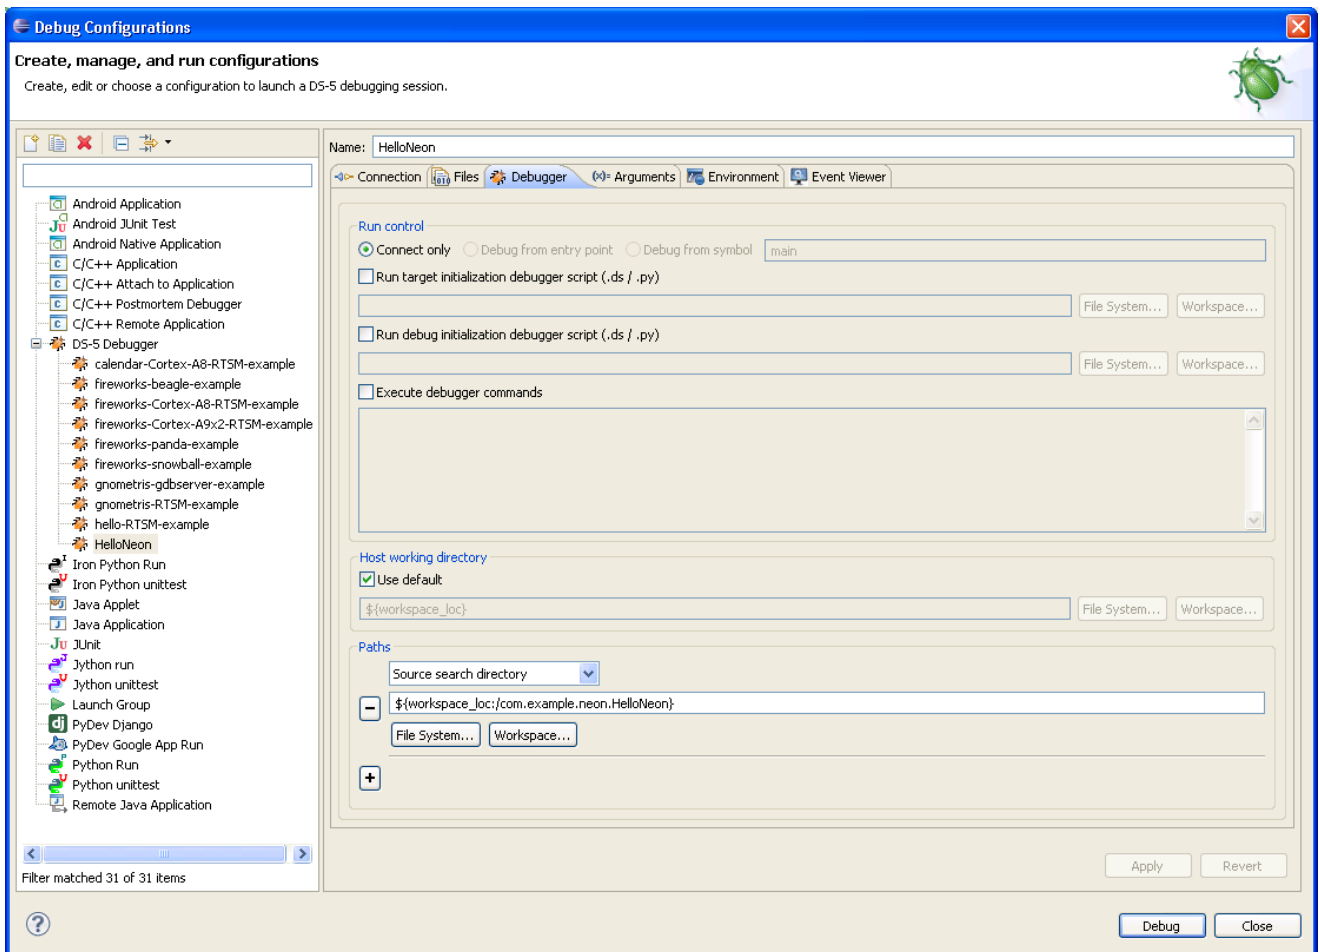 Debug Configurations
Create, manage, and run configurations
Create, edit or choose a configuration to launch a DS-5 debugging session.
Android Application
Android JUnit Test
Android Native Application
C/C++ Application
C/C++ Attach to Application
C/C++ Postmortem Debugger
C/C++ Remote Application
DS-5 Debugger
calendar-Cortex-A8-RTSM-example
fireworks-beagle-example
fireworks-Cortex-A8-RTSM-example
fireworks-Cortex-A9x2-RTSM-example
fireworks-panda-example
fireworks-snowball-example
gnometris-gdbserver-example
gnometris-RTSM-example
hello-RTSM-example
HelloNeon
Iron Python Run
Iron Python unittest
Java Applet
Java Application
JUnit
Jython run
Jython unittest
Launch Group
PyDev Django
PyDev Google App Run
Python Run
Python unittest
Remote Java Application
Filter matched 31 of 31 items
Name: HelloNeon
Connection Files Debugger (x)= Arguments Environment Event Viewer
Run control
Connect only Debug from entry point Debug from symbol main
Run target initialization debugger script (.ds / .py)
File System... Workspace...
Run debug initialization debugger script (.ds / .py)
File System... Workspace...
Execute debugger commands
Host working directory
Use default
${workspace_loc} File System... Workspace...
Paths
Source search directory
${workspace_loc:/com.example.neon.HelloNeon}
File System... Workspace...
Apply Revert
Debug Close